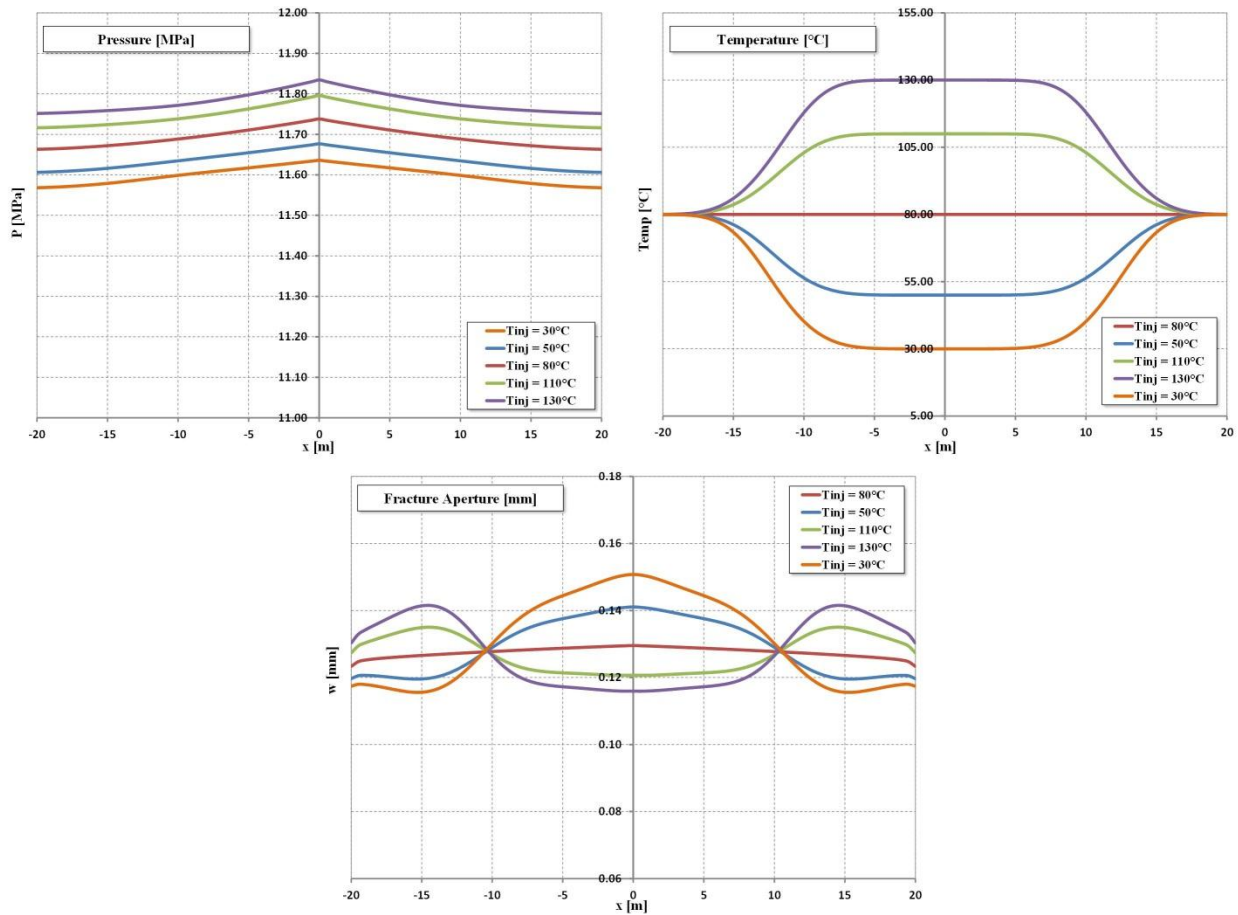 Pressure [MPa]
12.00
11.90
11.80
11.70
11.60
11.50
11.40
11.30
11.20
11.10
11.00
P [MPa]
-20
-15
-10
-5
0
5
10
15
20
x [m]
Tinj = 30°C
Tinj = 50°C
Tinj = 80°C
Tinj = 110°C
Tinj = 130°C
Temperature [°C]
155.00
130.00
105.00
80.00
55.00
30.00
5.00
Temp [°C]
-20
-15
-10
-5
0
5
10
15
20
x [m]
Tinj = 80°C
Tinj = 50°C
Tinj = 110°C
Tinj = 130°C
Tinj = 30°C
Fracture Aperture [mm]
0.18
0.16
0.14
0.12
0.10
0.08
0.06
w [mm]
-20
-15
-10
-5
0
5
10
15
20
x [m]
Tinj = 80°C
Tinj = 50°C
Tinj = 110°C
Tinj = 130°C
Tinj = 30°C